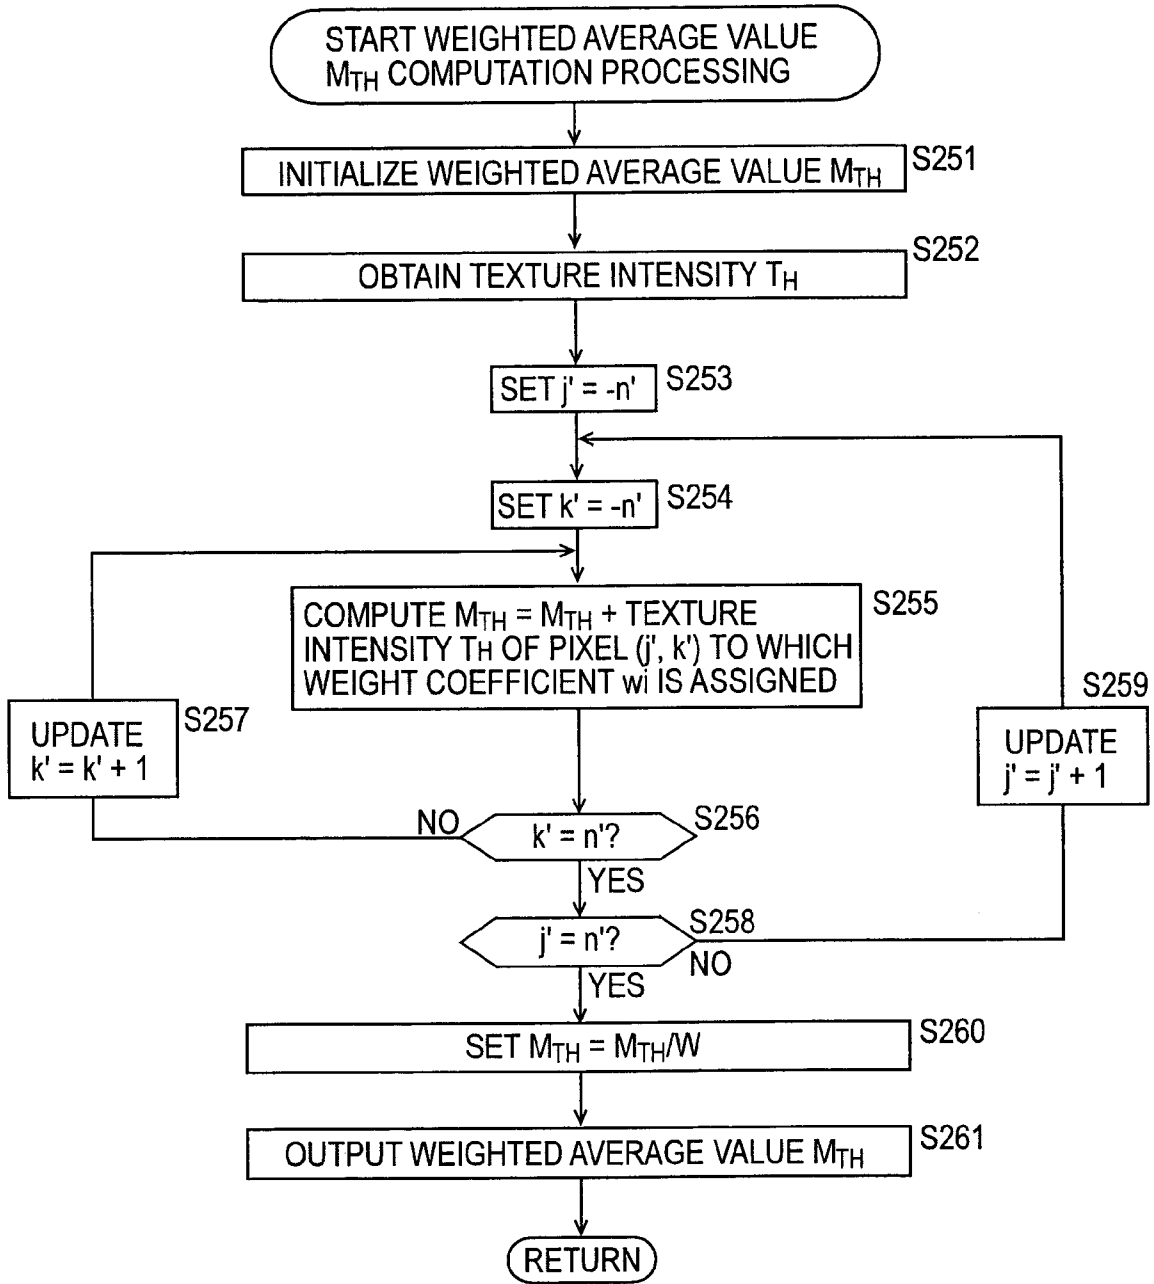 START WEIGHTED AVERAGE VALUE
MTH COMPUTATION PROCESSING
S251
INITIALIZE WEIGHTED AVERAGE VALUE MTH
S252
OBTAIN TEXTURE INTENSITY TH
SET j' = -n'
S253
SET k' = -n'
S254
S255
COMPUTE MTH = MTH + TEXTURE
INTENSITY TH OF PIXEL (j', k') TO WHICH
WEIGHT COEFFICIENT wi IS ASSIGNED
S257
UPDATE
k' = k' + 1
S259
UPDATE
j' = j' + 1
NO
k' = n'?
S256
YES
j' = n'?
S258
NO
YES
SET MTH = MTH/W
S260
OUTPUT WEIGHTED AVERAGE VALUE MTH
S261
RETURN